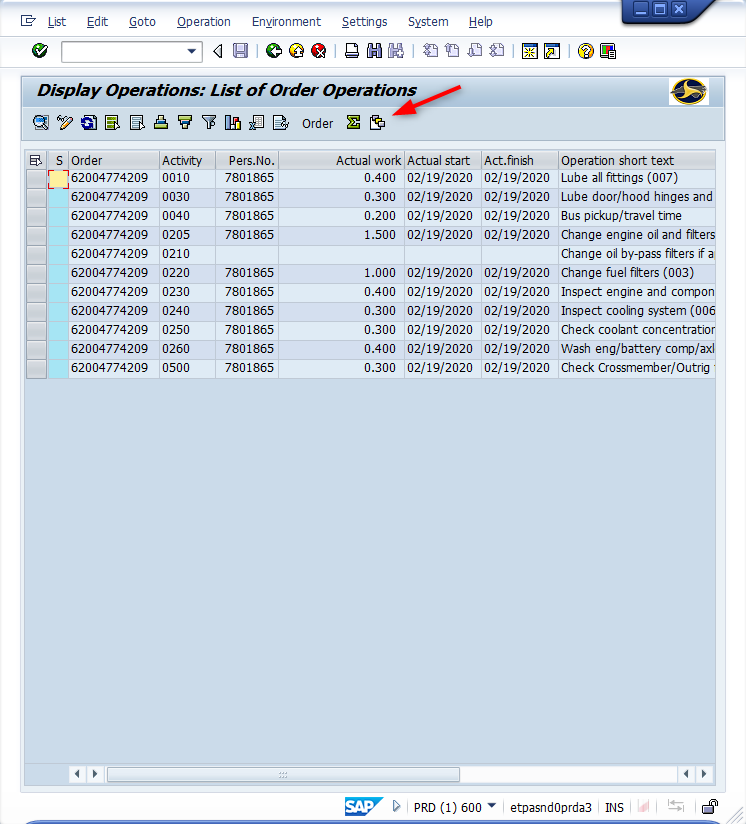 List Edit Goto Operation Environment Settings System Help
Display Operations: List of Order Operations
Order
S Order Activity Pers.No. Actual work Actual start Act.finish Operation short text
62004774209 0010 7801865 0.400 02/19/2020 02/19/2020 Lube all fittings (007)
62004774209 0030 7801865 0.300 02/19/2020 02/19/2020 Lube door/hood hinges and
62004774209 0040 7801865 0.200 02/19/2020 02/19/2020 Bus pickup/travel time
62004774209 0205 7801865 1.500 02/19/2020 02/19/2020 Change engine oil and filters
62004774209 0210 Change oil by-pass filters if a
62004774209 0220 7801865 1.000 02/19/2020 02/19/2020 Change fuel filters (003)
62004774209 0230 7801865 0.400 02/19/2020 02/19/2020 Inspect engine and compon
62004774209 0240 7801865 0.300 02/19/2020 02/19/2020 Inspect cooling system (006
62004774209 0250 7801865 0.300 02/19/2020 02/19/2020 Check coolant concentration
62004774209 0260 7801865 0.400 02/19/2020 02/19/2020 Wash eng/battery comp/axl
62004774209 0500 7801865 0.300 02/19/2020 02/19/2020 Check Crossmember/Outrig
SAP PRD (1) 600 etpasnd0prda3 INS